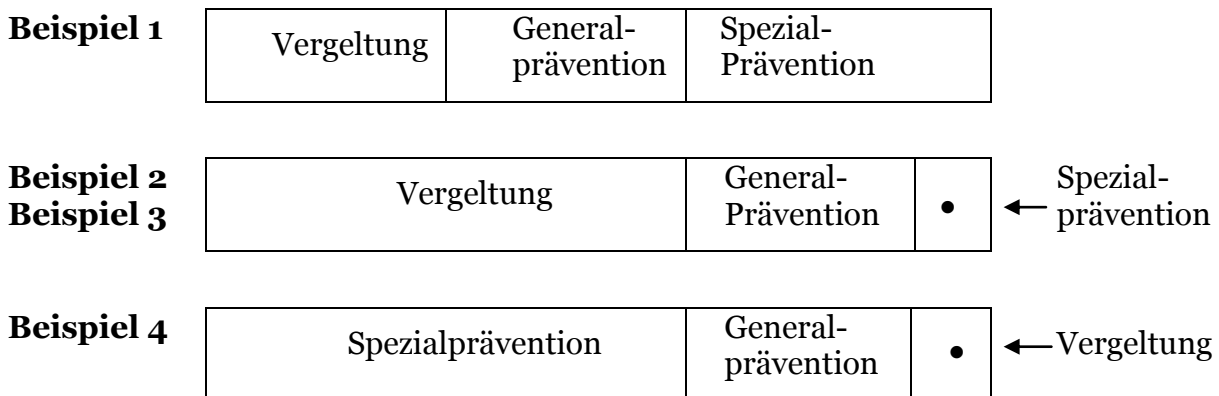 Beispiel 1
Vergeltung
General-
prävention
Spezial-
Prävention
Beispiel 2
Beispiel 3
Vergeltung
General-
Prävention
•
Spezial-
prävention
Beispiel 4
Spezialprävention
General-
prävention
•
Vergeltung